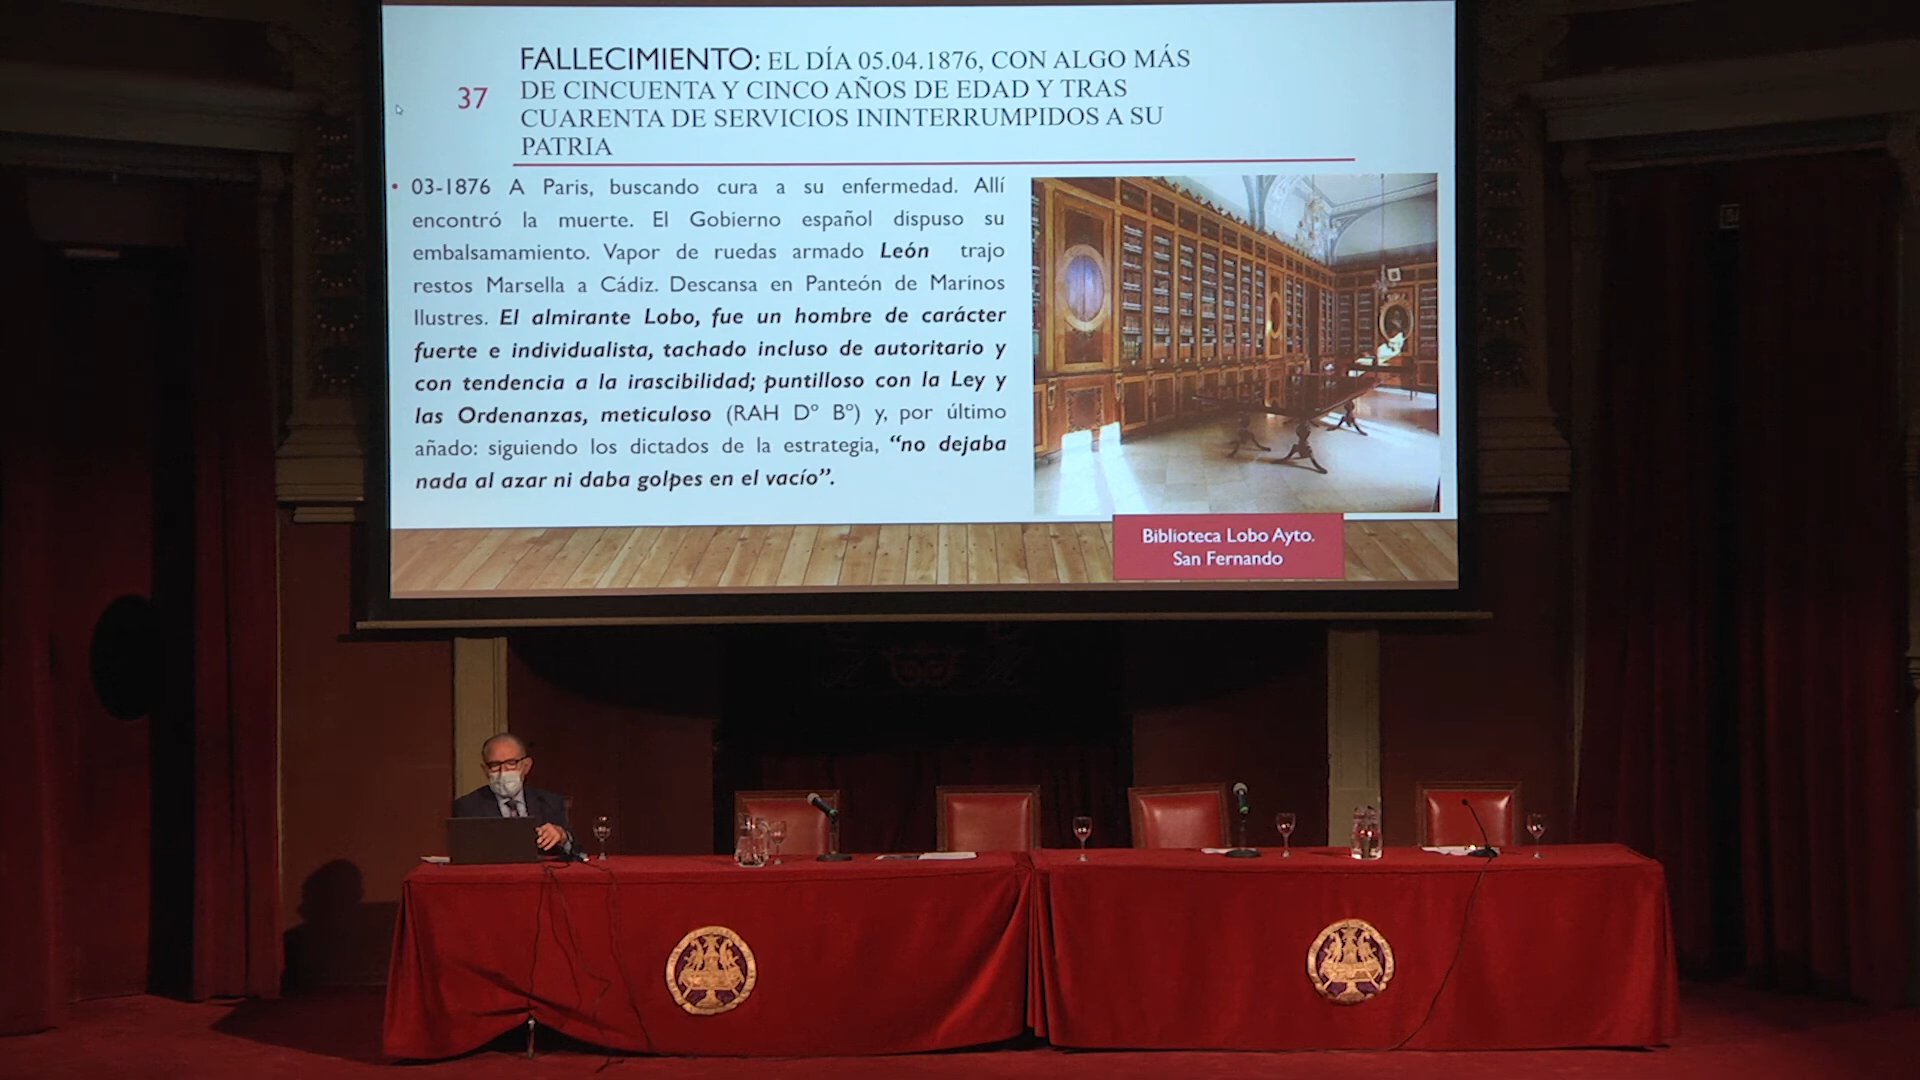 FALLECIMIENTO: EL DÍA 05.04.1876, CON ALGO MÁS
37
DE CINCUENTA Y CINCO AÑOS DE EDAD Y TRAS
CUARENTA DE SERVICIOS ININTERRUMPIDOS A SU
PATRIA
• 03-1876 A Paris, buscando cura a su enfermedad. Allí
encontró la muerte. El Gobierno español dispuso su
embalsamamiento. Vapor de ruedas armado León trajo
restos Marsella a Cádiz. Descansa en Panteón de Marinos
Ilustres. El almirante Lobo, fue un hombre de carácter
fuerte e individualista, tachado incluso de autoritario y
con tendencia a la irascibilidad; puntilloso con la Ley y
las Ordenanzas, meticuloso (RAH Dº Bº) y, por último
añado: siguiendo los dictados de la estrategia, “no dejaba
nada al azar ni daba golpes en el vacío”.
Biblioteca Lobo Ayto.
San Fernando